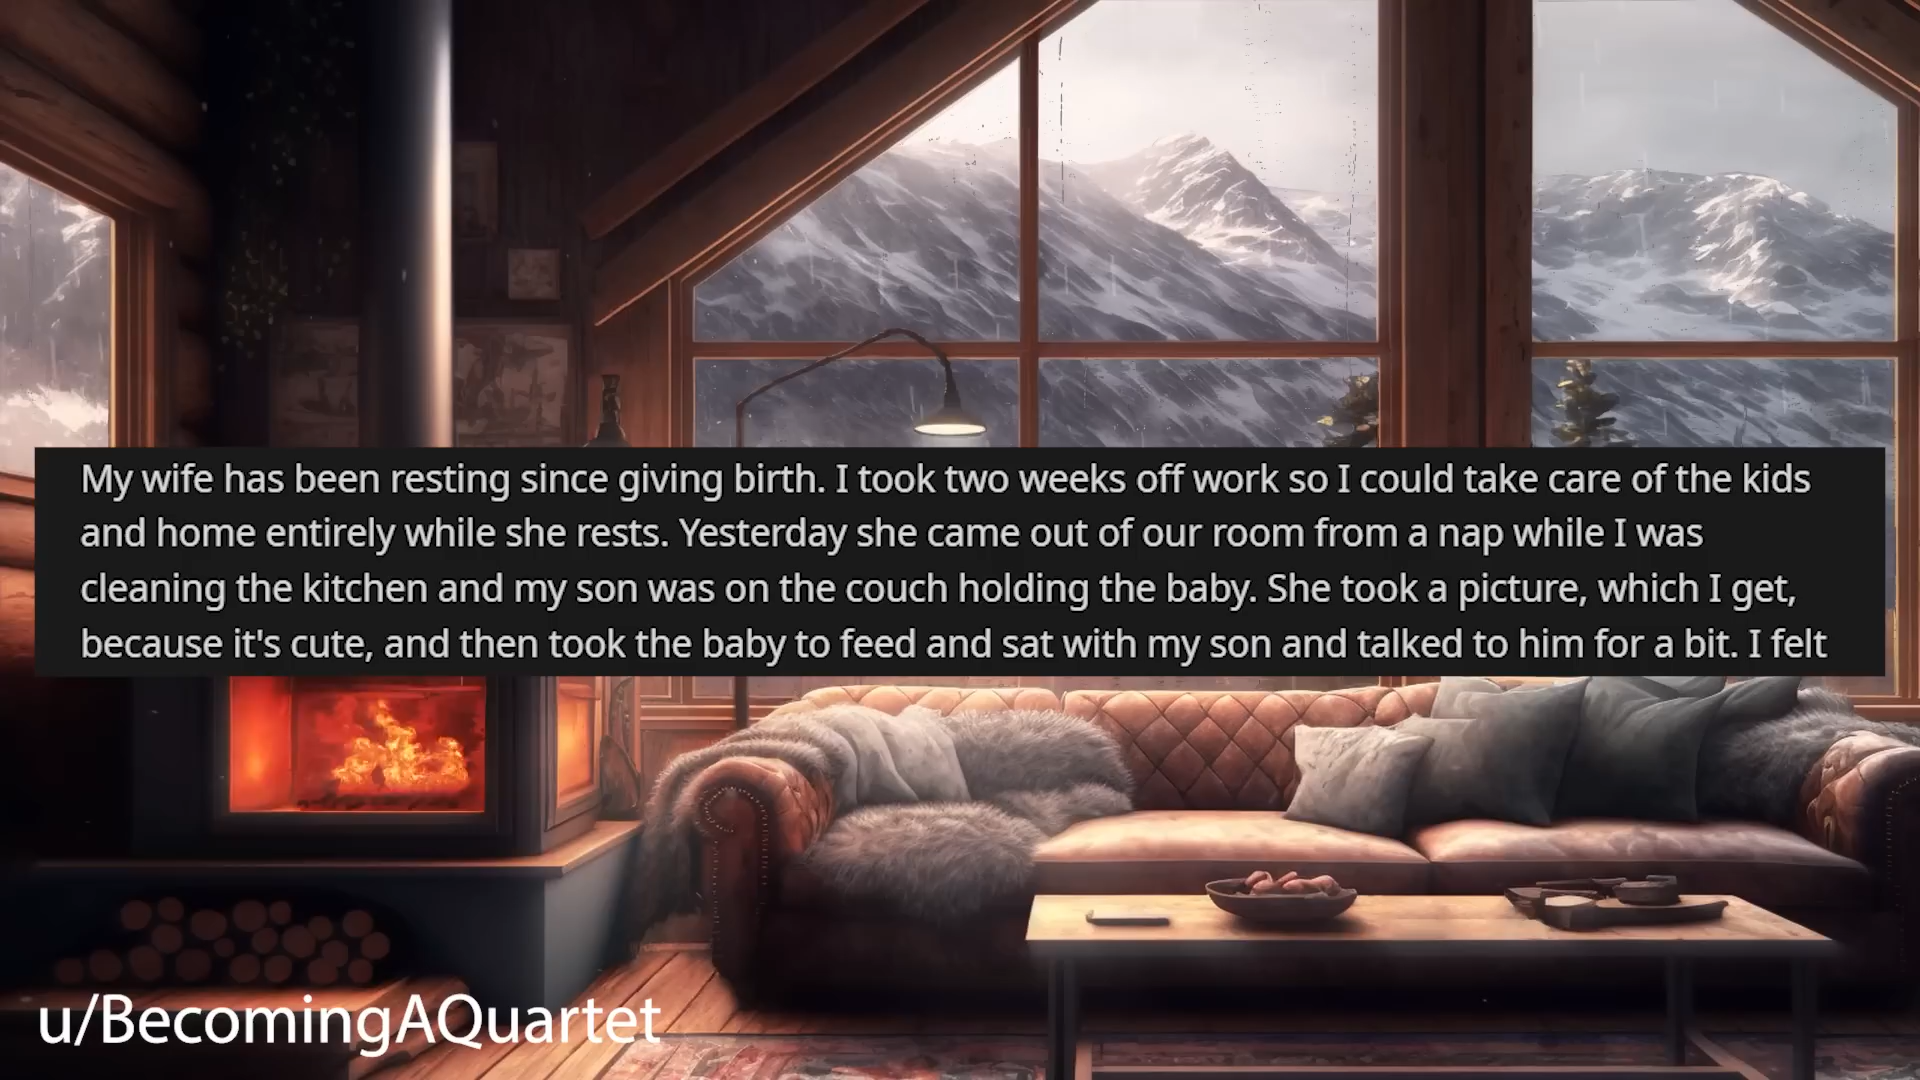 My wife has been resting since giving birth. I took two weeks off work so I could take care of the kids
and home entirely while she rests. Yesterday she came out of our room from a nap while I was
cleaning the kitchen and my son was on the couch holding the baby. She took a picture, which I get,
because it's cute, and then took the baby to feed and sat with my son and talked to him for a bit. I felt
u/BecomingAQuartet